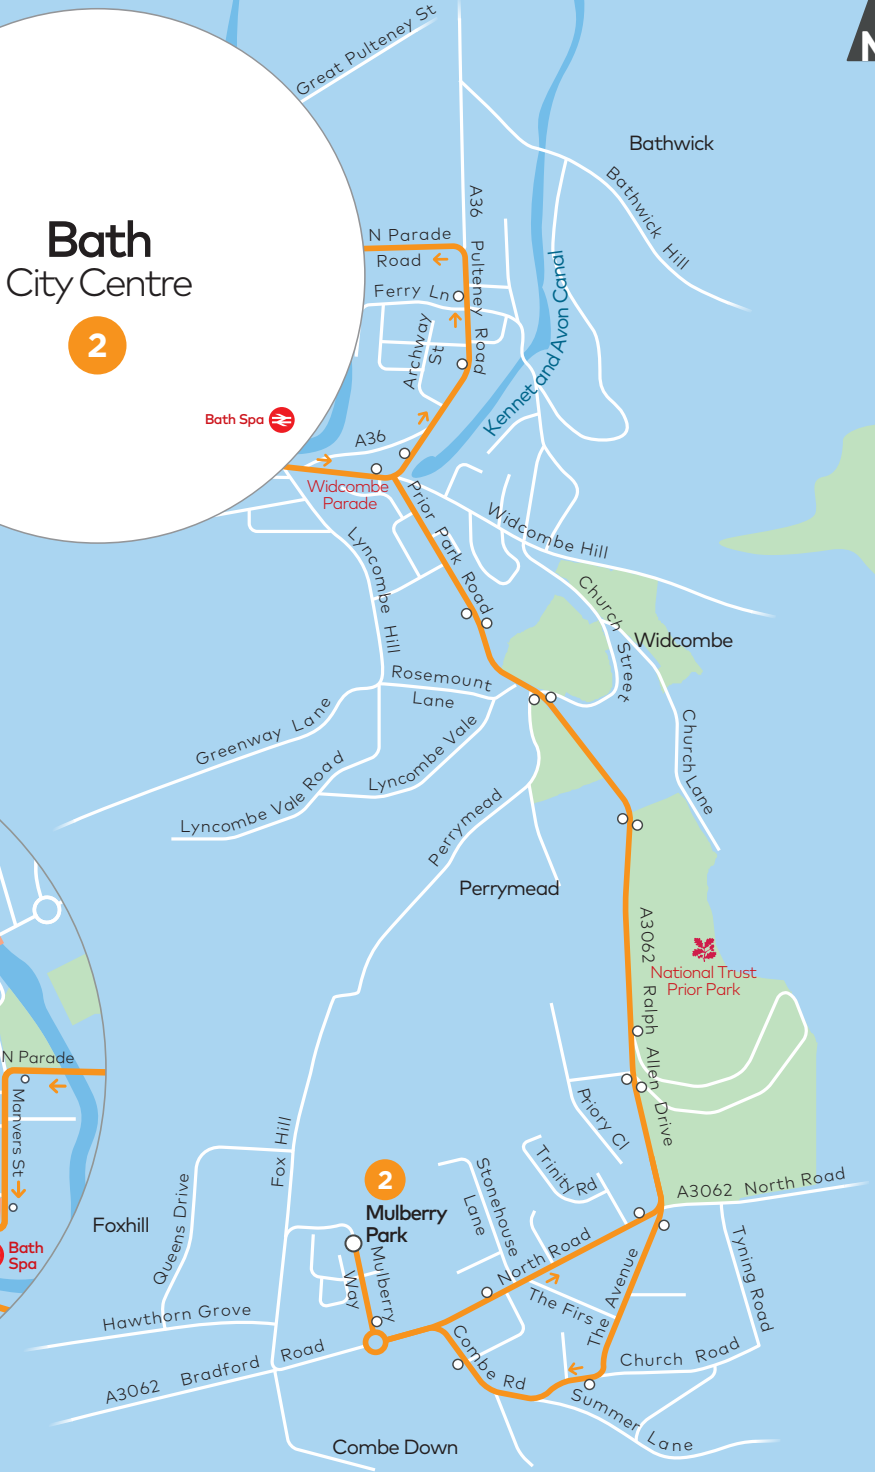 Great Pulteney St
N
Bathwick
Bathwick Hill
A36 Pulteney Road
N Parade
Road
Bath
City Centre
2
Ferry Ln
Kennet and Avon Canal
Archway
St
Bath Spa
A36
Widcombe
Parade
Prior Park Road
Widcombe Hill
Lyncombe Hill
Church Street
Widcombe
Rosemount
Lane
Greenway Lane
Church Lane
Lyncombe Vale
Lyncombe Vale Road
Perrymead
Perrymead
A3062 Ralph Allen Drive
National Trust
Prior Park
N Parade
Manvers St
Bath
Spa
Priory Cl
Fox Hill
Trinity Rd
2
Mulberry
Park
Stonehouse
Lane
A3062 North Road
Foxhill
Queens Drive
North Road
Mulberry
Way
The Avenue
Tyning Road
The Firs
Hawthorn Grove
Combe Rd
Church Road
A3062 Bradford Road
Summer Lane
Combe Down